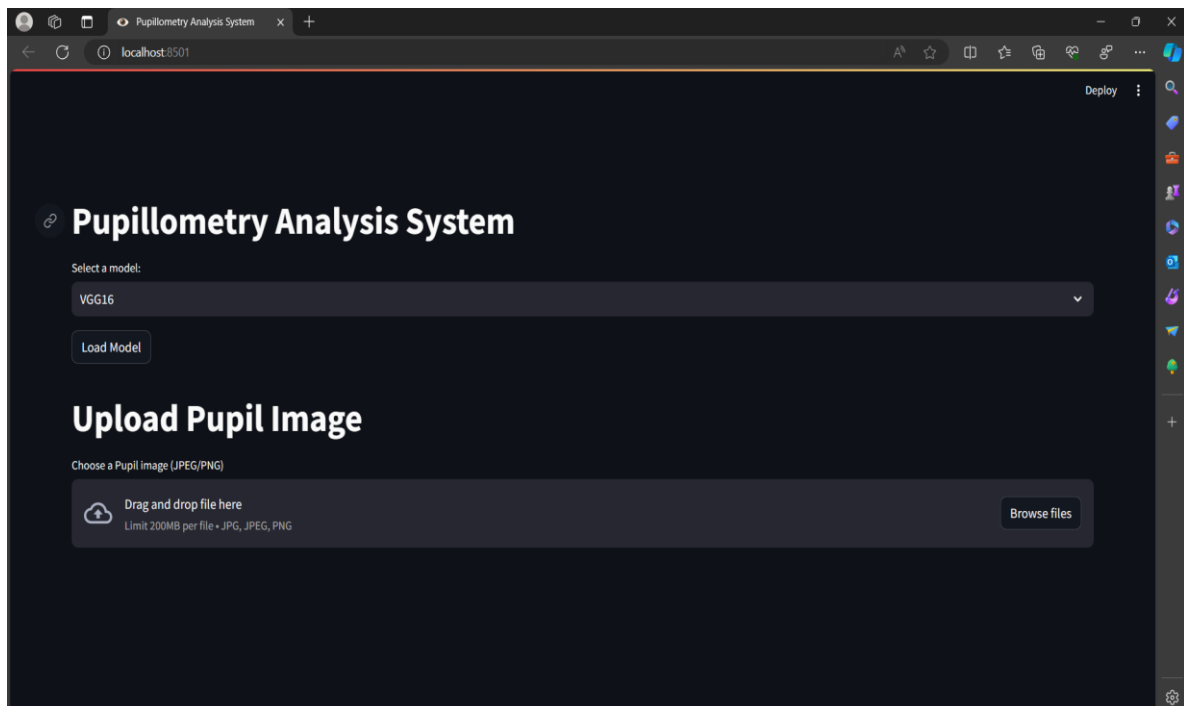 Pupillometry Analysis System
localhost:8501
Deploy
Pupillometry Analysis System
Select a model:
VGG16
Load Model
Upload Pupil Image
Choose a Pupil image (JPEG/PNG)
Drag and drop file here
Limit 200MB per file • JPG, JPEG, PNG
Browse files